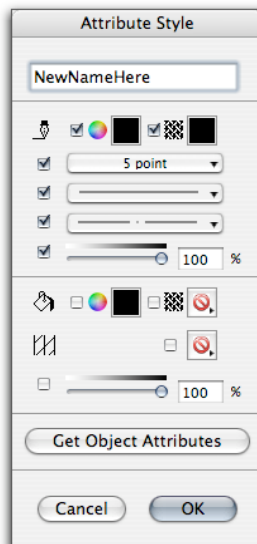 Attribute Style
NewNameHere
5 point
100 %
100 %
Get Object Attributes
Cancel OK